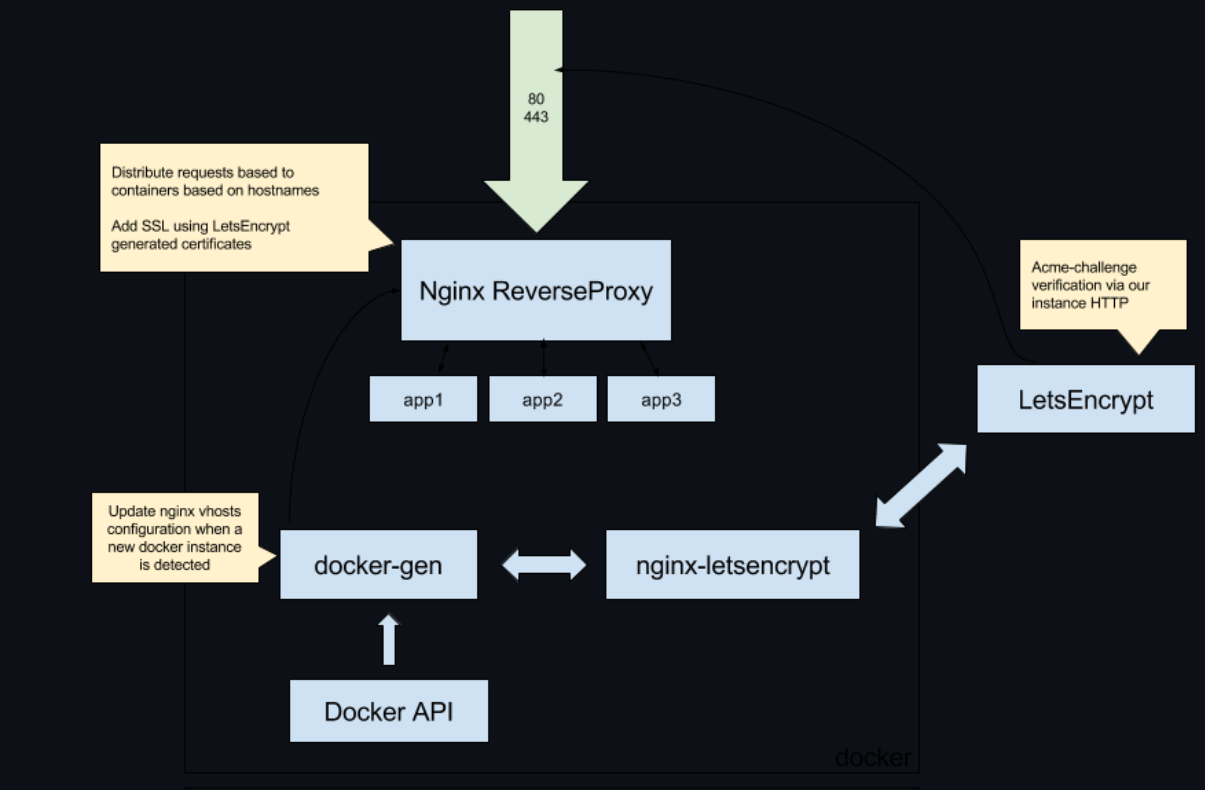 80
443
Distribute requests based to
containers based on hostnames
Add SSL using LetsEncrypt
generated certificates
Nginx ReverseProxy
Acme-challenge
verification via our
instance HTTP
app1
app2
app3
LetsEncrypt
Update nginx vhosts
configuration when a
new docker instance
is detected
docker-gen
nginx-letsencrypt
Docker API
docker